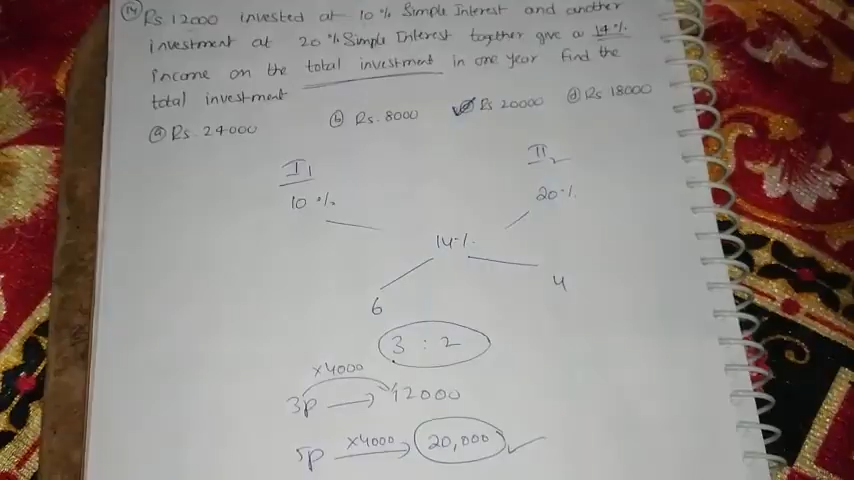 14 Rs 12000 invested at 10% Simple Interest and another
investment at 20% Simple Interest together give a 14%
income on the total investment in one year find the
total investment
a Rs. 24000 b Rs. 8000 c Rs 20000 d Rs 18000
I1 I2
10% 20%
14%
6 4
3 : 2
×4000
3p → 12000
5p ×4000 → 20,000 ✓